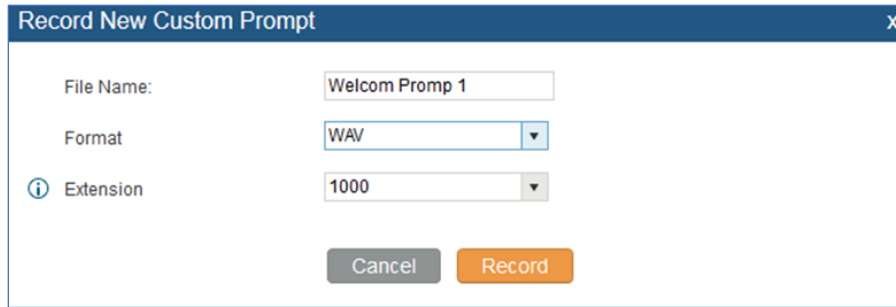 Record New Custom Prompt x
File Name: Welcom Promp 1
Format WAV
Extension 1000
Cancel Record